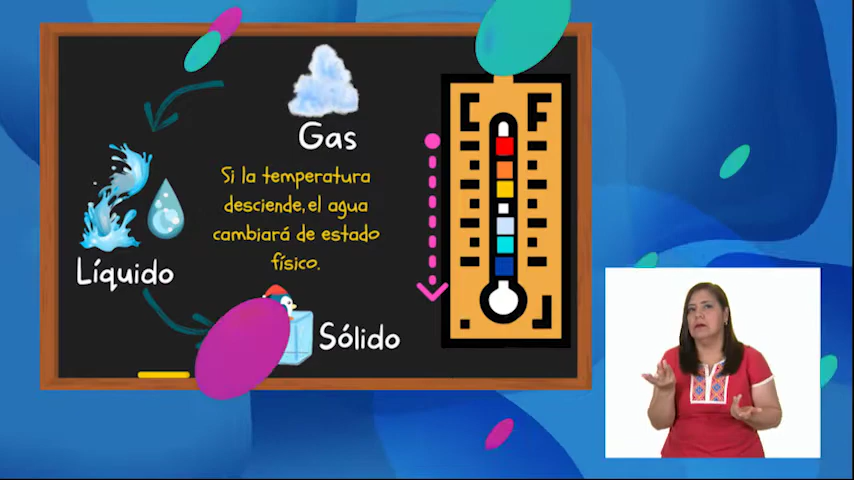 Gas
Si la temperatura
desciende, el agua
cambiará de estado
físico.
Líquido
Sólido
C F